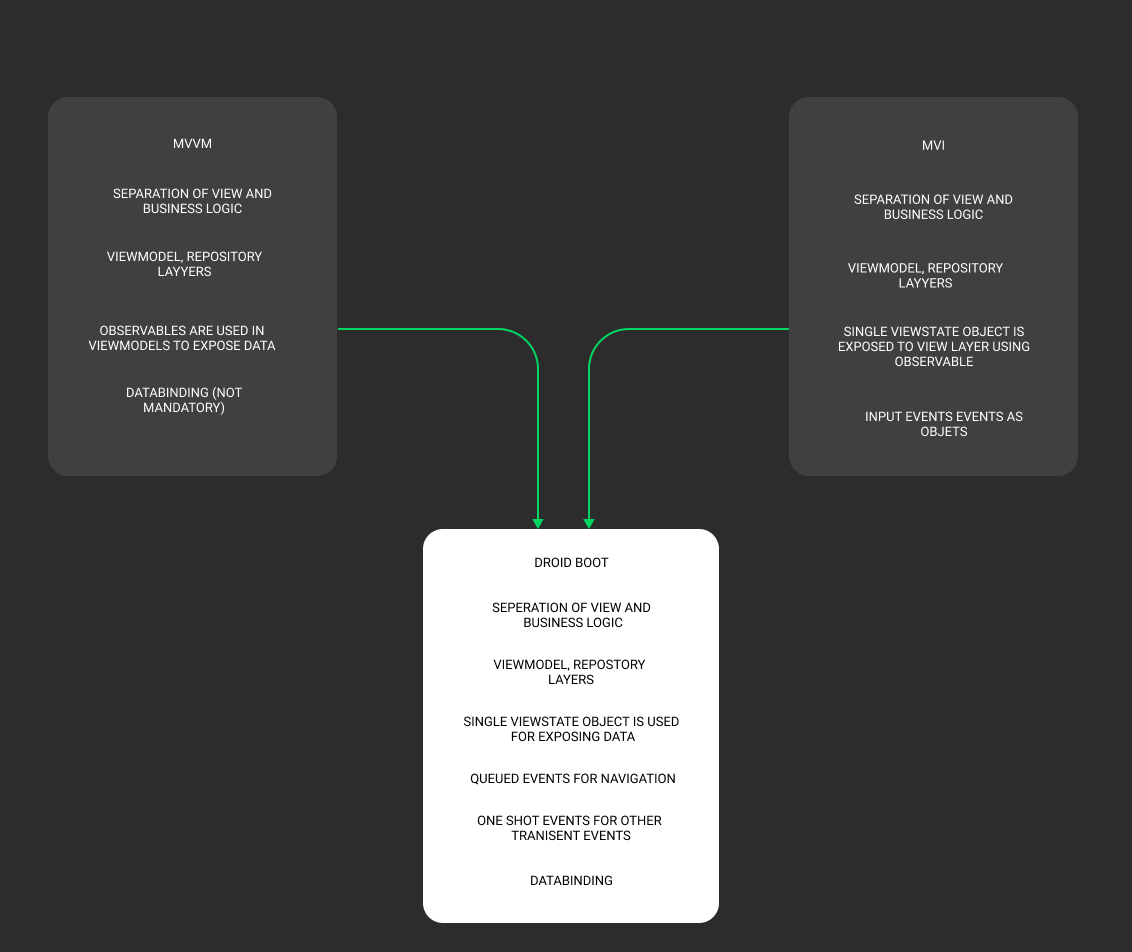 MVVM
SEPARATION OF VIEW AND
BUSINESS LOGIC
VIEWMODEL, REPOSITORY
LAYYERS
OBSERVABLES ARE USED IN
VIEWMODELS TO EXPOSE DATA
DATABINDING (NOT
MANDATORY)
MVI
SEPARATION OF VIEW AND
BUSINESS LOGIC
VIEWMODEL, REPOSITORY
LAYYERS
SINGLE VIEWSTATE OBJECT IS
EXPOSED TO VIEW LAYER USING
OBSERVABLE
INPUT EVENTS EVENTS AS
OBJETS
DROID BOOT
SEPERATION OF VIEW AND
BUSINESS LOGIC
VIEWMODEL, REPOSTORY
LAYERS
SINGLE VIEWSTATE OBJECT IS USED
FOR EXPOSING DATA
QUEUED EVENTS FOR NAVIGATION
ONE SHOT EVENTS FOR OTHER
TRANISENT EVENTS
DATABINDING